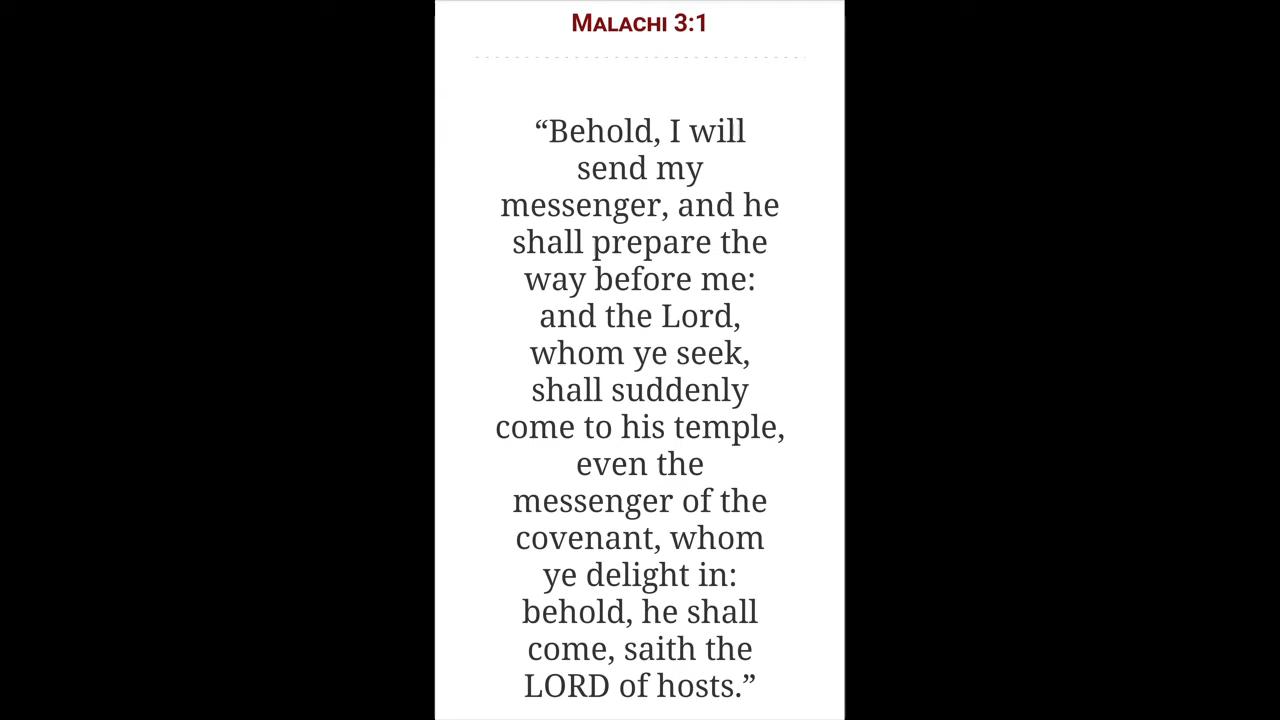 Malachi 3:1
“Behold, I will
send my
messenger, and he
shall prepare the
way before me:
and the Lord,
whom ye seek,
shall suddenly
come to his temple,
even the
messenger of the
covenant, whom
ye delight in:
behold, he shall
come, saith the
LORD of hosts.”